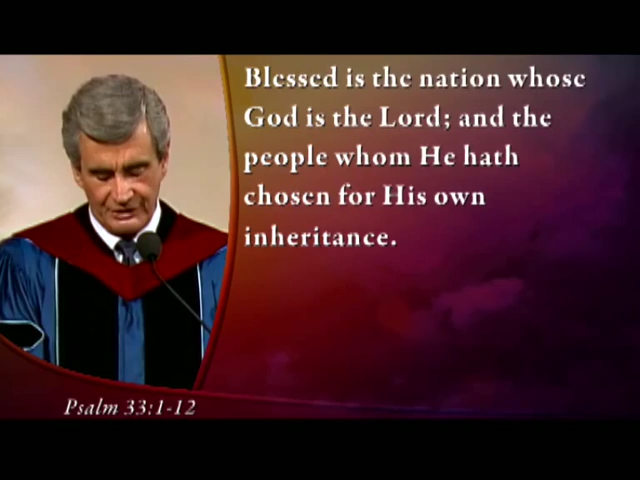 Blessed is the nation whose
God is the Lord; and the
people whom He hath
chosen for His own
inheritance.
Psalm 33:1-12